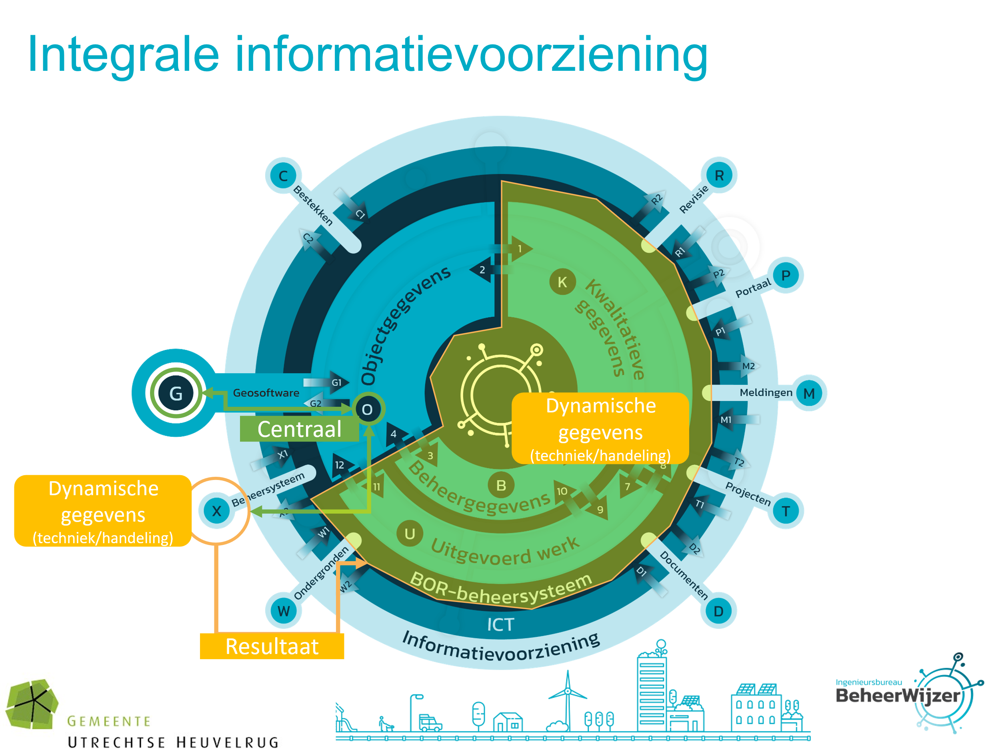 Integrale informatievoorziening
C
Bestekken
C1
C2
R
Revisie
R2
R1
P
Portaal
P2
P1
1
2
K
Kwalitatieve
gegevens
Objectgegevens
G
Geosoftware
G1
G2
O
Centraal
M2
Meldingen
M
M1
Dynamische
gegevens
(techniek/handeling)
4
3
12
11
X1
Beheersysteem
X
Dynamische
gegevens
(techniek/handeling)
B
Beheergegevens
10
9
7
8
T2
Projecten
T
T1
U
Uitgevoerd werk
W1
Ondergronden
W2
W
D2
Documenten
D1
D
BOR-beheersysteem
ICT
Informatievoorziening
Resultaat
GEMEENTE
UTRECHTSE HEUVELRUG
Ingenieursbureau
BeheerWijzer